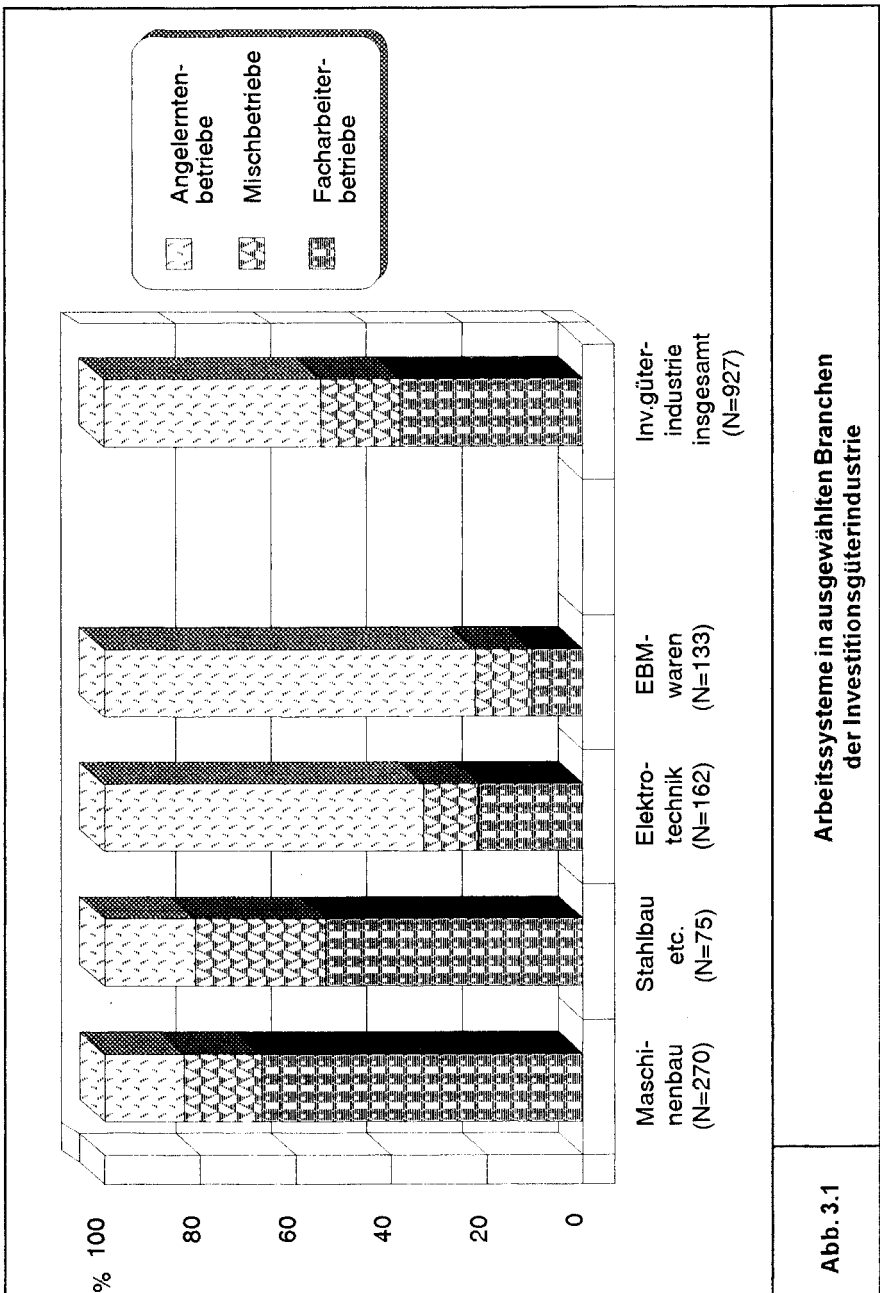 %
100
80
60
40
20
0
Maschi-
nenbau
(N=270)
Stahlbau
etc.
(N=75)
Elektro-
technik
(N=162)
EBM-
waren
(N=133)
Inv.güter-
industrie
insgesamt
(N=927)
Angelernten-
betriebe
Mischbetriebe
Facharbeiter-
betriebe
Abb. 3.1
Arbeitssysteme in ausgewählten Branchen
der Investitionsgüterindustrie